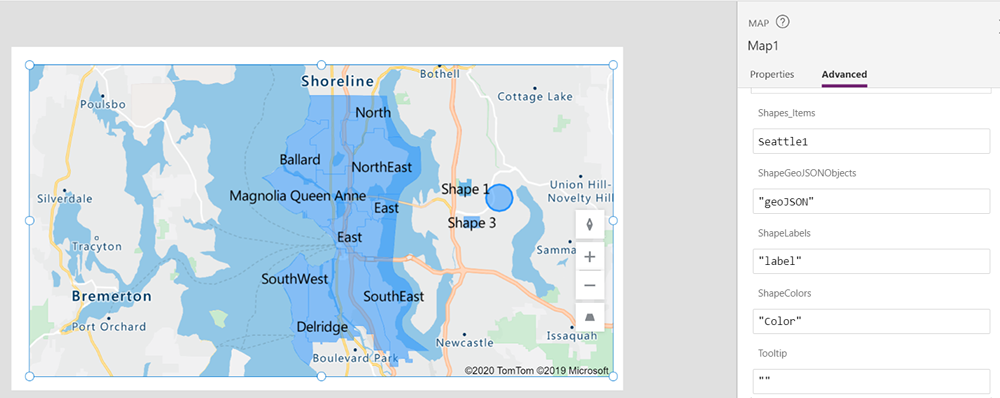 MAP ?
Map1
Properties Advanced
Shapes_Items
Seattle1
ShapeGeoJSONObjects
"geoJSON"
ShapeLabels
"label"
ShapeColors
"Color"
Tooltip
""
Shoreline
Bothell
Poulsbo
Cottage Lake
North
Ballard
NorthEast
Silverdale
Magnolia Queen Anne
East
Shape 1
Union Hill-
Novelty Hill
Shape 3
Tracyton
East
Samma
SouthWest
Bremerton
SouthEast
Port Orchard
Delridge
Newcastle
Issaquah
Boulevard Park
©2020 TomTom ©2019 Microsoft